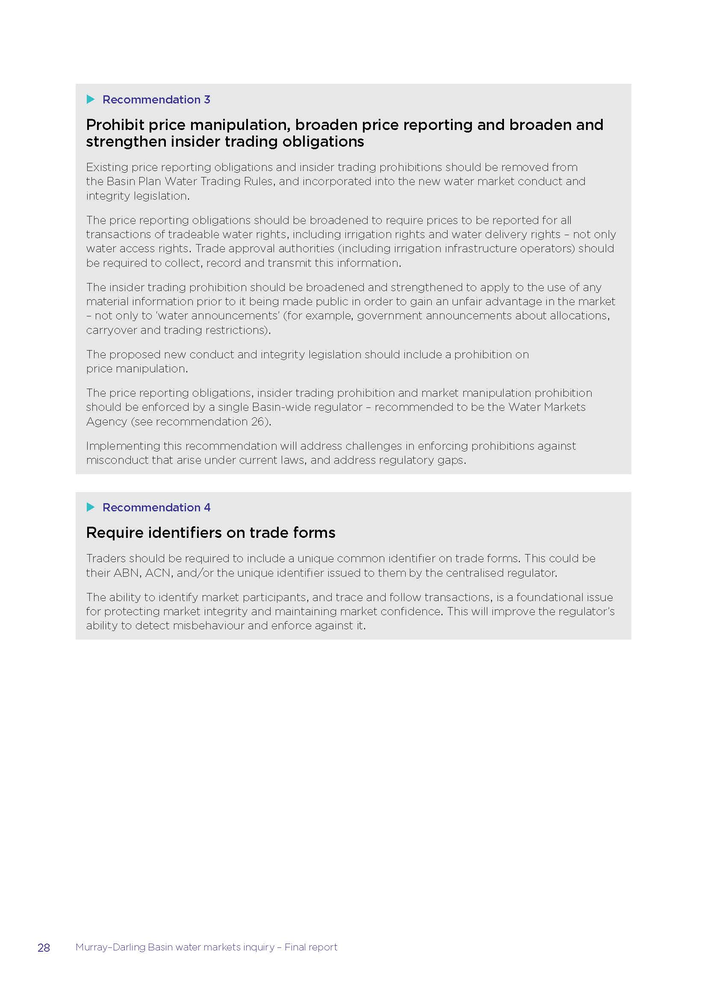 Recommendation 3
Prohibit price manipulation, broaden price reporting and broaden and
strengthen insider trading obligations
Existing price reporting obligations and insider trading prohibitions should be removed from
the Basin Plan Water Trading Rules, and incorporated into the new water market conduct and
integrity legislation.
The price reporting obligations should be broadened to require prices to be reported for all
transactions of tradeable water rights, including irrigation rights and water delivery rights – not only
water access rights. Trade approval authorities (including irrigation infrastructure operators) should
be required to collect, record and transmit this information.
The insider trading prohibition should be broadened and strengthened to apply to the use of any
material information prior to it being made public in order to gain an unfair advantage in the market
– not only to ‘water announcements’ (for example, government announcements about allocations,
carryover and trading restrictions).
The proposed new conduct and integrity legislation should include a prohibition on
price manipulation.
The price reporting obligations, insider trading prohibition and market manipulation prohibition
should be enforced by a single Basin-wide regulator – recommended to be the Water Markets
Agency (see recommendation 26).
Implementing this recommendation will address challenges in enforcing prohibitions against
misconduct that arise under current laws, and address regulatory gaps.
Recommendation 4
Require identifiers on trade forms
Traders should be required to include a unique common identifier on trade forms. This could be
their ABN, ACN, and/or the unique identifier issued to them by the centralised regulator.
The ability to identify market participants, and trace and follow transactions, is a foundational issue
for protecting market integrity and maintaining market confidence. This will improve the regulator’s
ability to detect misbehaviour and enforce against it.
28 Murray–Darling Basin water markets inquiry – Final report